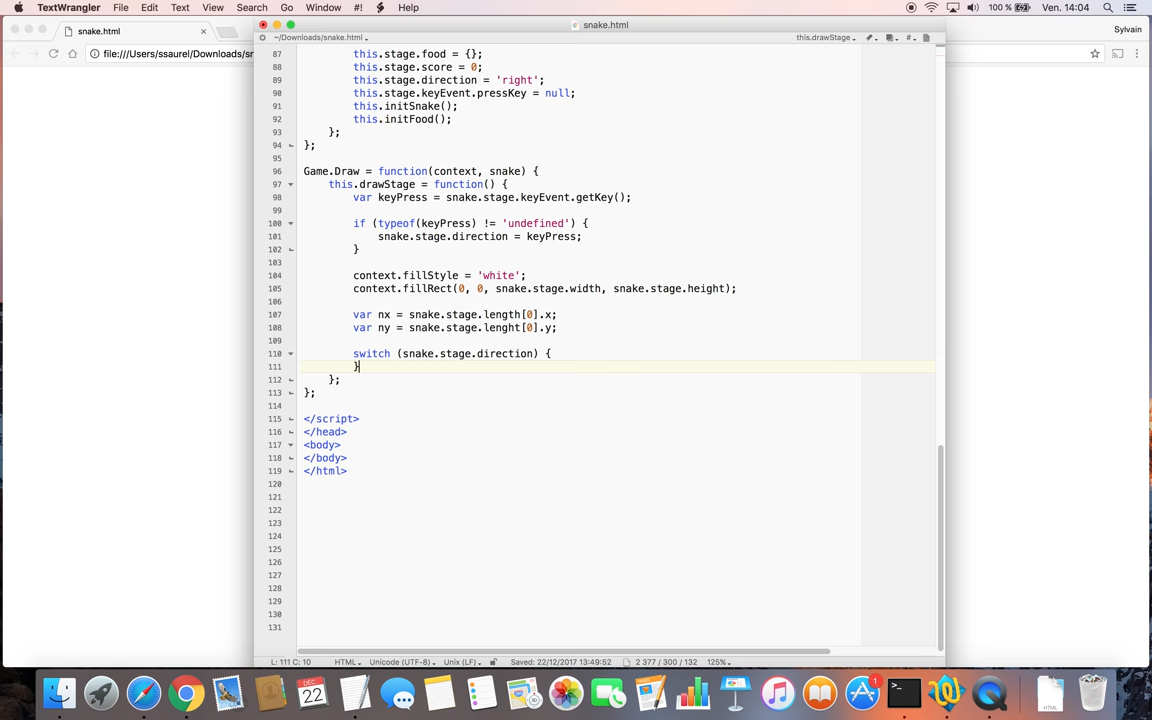 TextWrangler File Edit Text View Search Go Window #! Help 100 % Ven. 14:04
snake.html
snake.html
Sylvain
~/Downloads/snake.html
this.drawStage
file:///Users/ssaurel/Downloads/sr
87 this.stage.food = {};
88 this.stage.score = 0;
89 this.stage.direction = 'right';
90 this.stage.keyEvent.pressKey = null;
91 this.initSnake();
92 this.initFood();
93 };
94 };
95
96 Game.Draw = function(context, snake) {
97 this.drawStage = function() {
98 var keyPress = snake.stage.keyEvent.getKey();
99
100 if (typeof(keyPress) != 'undefined') {
101 snake.stage.direction = keyPress;
102 }
103
104 context.fillStyle = 'white';
105 context.fillRect(0, 0, snake.stage.width, snake.stage.height);
106
107 var nx = snake.stage.length[0].x;
108 var ny = snake.stage.lenght[0].y;
109
110 switch (snake.stage.direction) {
111 }
112 };
113 };
114
115 </script>
116 </head>
117 <body>
118 </body>
119 </html>
120
121
122
123
124
125
126
127
128
129
130
131
L: 111 C: 10 HTML Unicode (UTF-8) Unix (LF) Saved: 22/12/2017 13:49:52 2 377 / 300 / 132 125%
DÉC
22
1
HTML